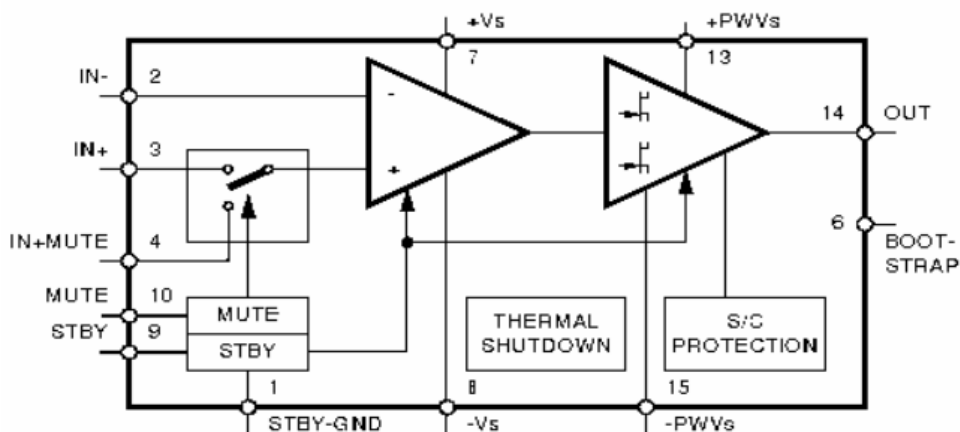 +Vs
+PWVs
IN-
2
7
13
14
OUT
-
IN+
3
+
6
BOOT-
STRAP
IN+MUTE
4
MUTE
10
MUTE
STBY
9
STBY
THERMAL
SHUTDOWN
S/C
PROTECTION
1
8
15
STBY-GND
-Vs
-PWVs